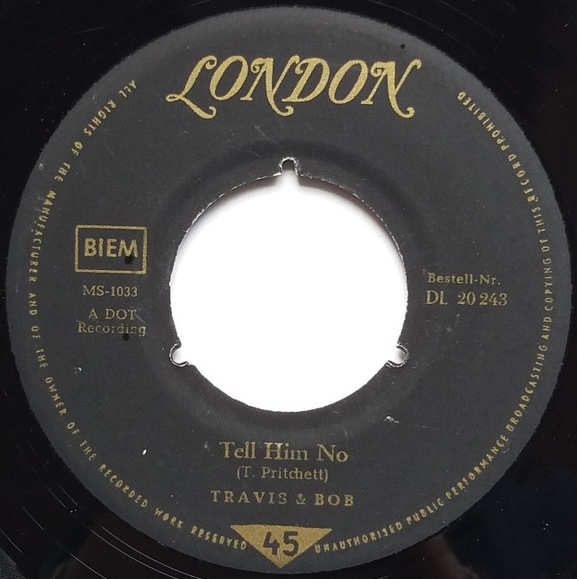 LONDON
ALL RIGHTS OF THE MANUFACTURER AND OF THE OWNER OF THE RECORDED WORK RESERVED
UNAUTHORISED PUBLIC PERFORMANCE BROADCASTING AND COPYING OF THIS RECORD PROHIBITED
BIEM
MS-1033
A DOT
Recording
Bestell-Nr.
DL 20 243
Tell Him No
(T. Pritchett)
TRAVIS & BOB
45